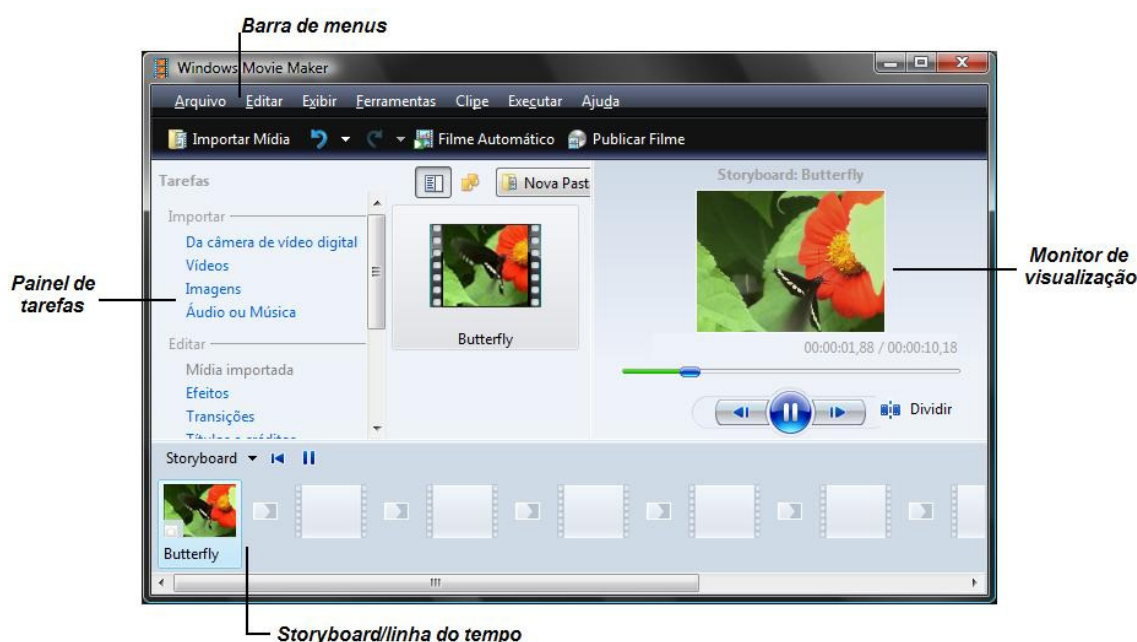 Barra de menus
Windows Movie Maker
Arquivo Editar Exibir Ferramentas Clipe Executar Ajuda
Importar Mídia Filme Automático Publicar Filme
Tarefas
Nova Past
Storyboard: Butterfly
Importar
Da câmera de vídeo digital
Vídeos
Imagens
Áudio ou Música
Painel de
tarefas
Monitor de
visualização
Butterfly
Editar
00:00:01,88 / 00:00:10,18
Mídia importada
Efeitos
Transições
Títulos e créditos
Dividir
Storyboard
Butterfly
Storyboard/linha do tempo